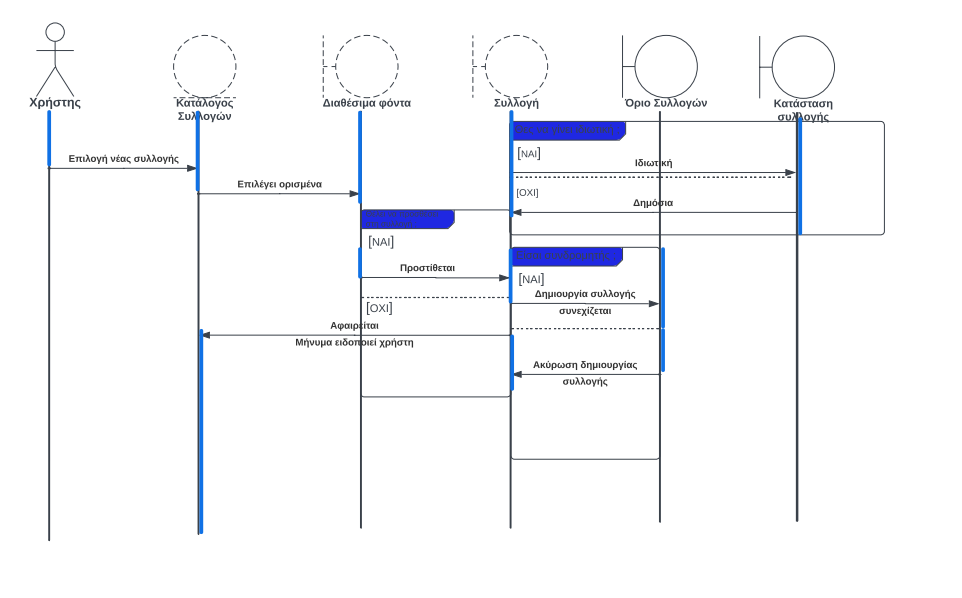 Χρήστης
Κατάλογος
Συλλογών
Διαθέσιμα φόντα
Συλλογή
Όριο Συλλογών
Κατάσταση
συλλογής
[ΝΑΙ]
Επιλογή νέας συλλογής
Ιδιωτική
Επιλέγει ορισμένα
[ΟΧΙ]
Δημόσια
[ΝΑΙ]
Προστίθεται
[ΝΑΙ]
Δημιουργία συλλογής
συνεχίζεται
[ΟΧΙ]
Αφαιρείται
Μήνυμα ειδοποιεί χρήστη
Ακύρωση δημιουργίας
συλλογής